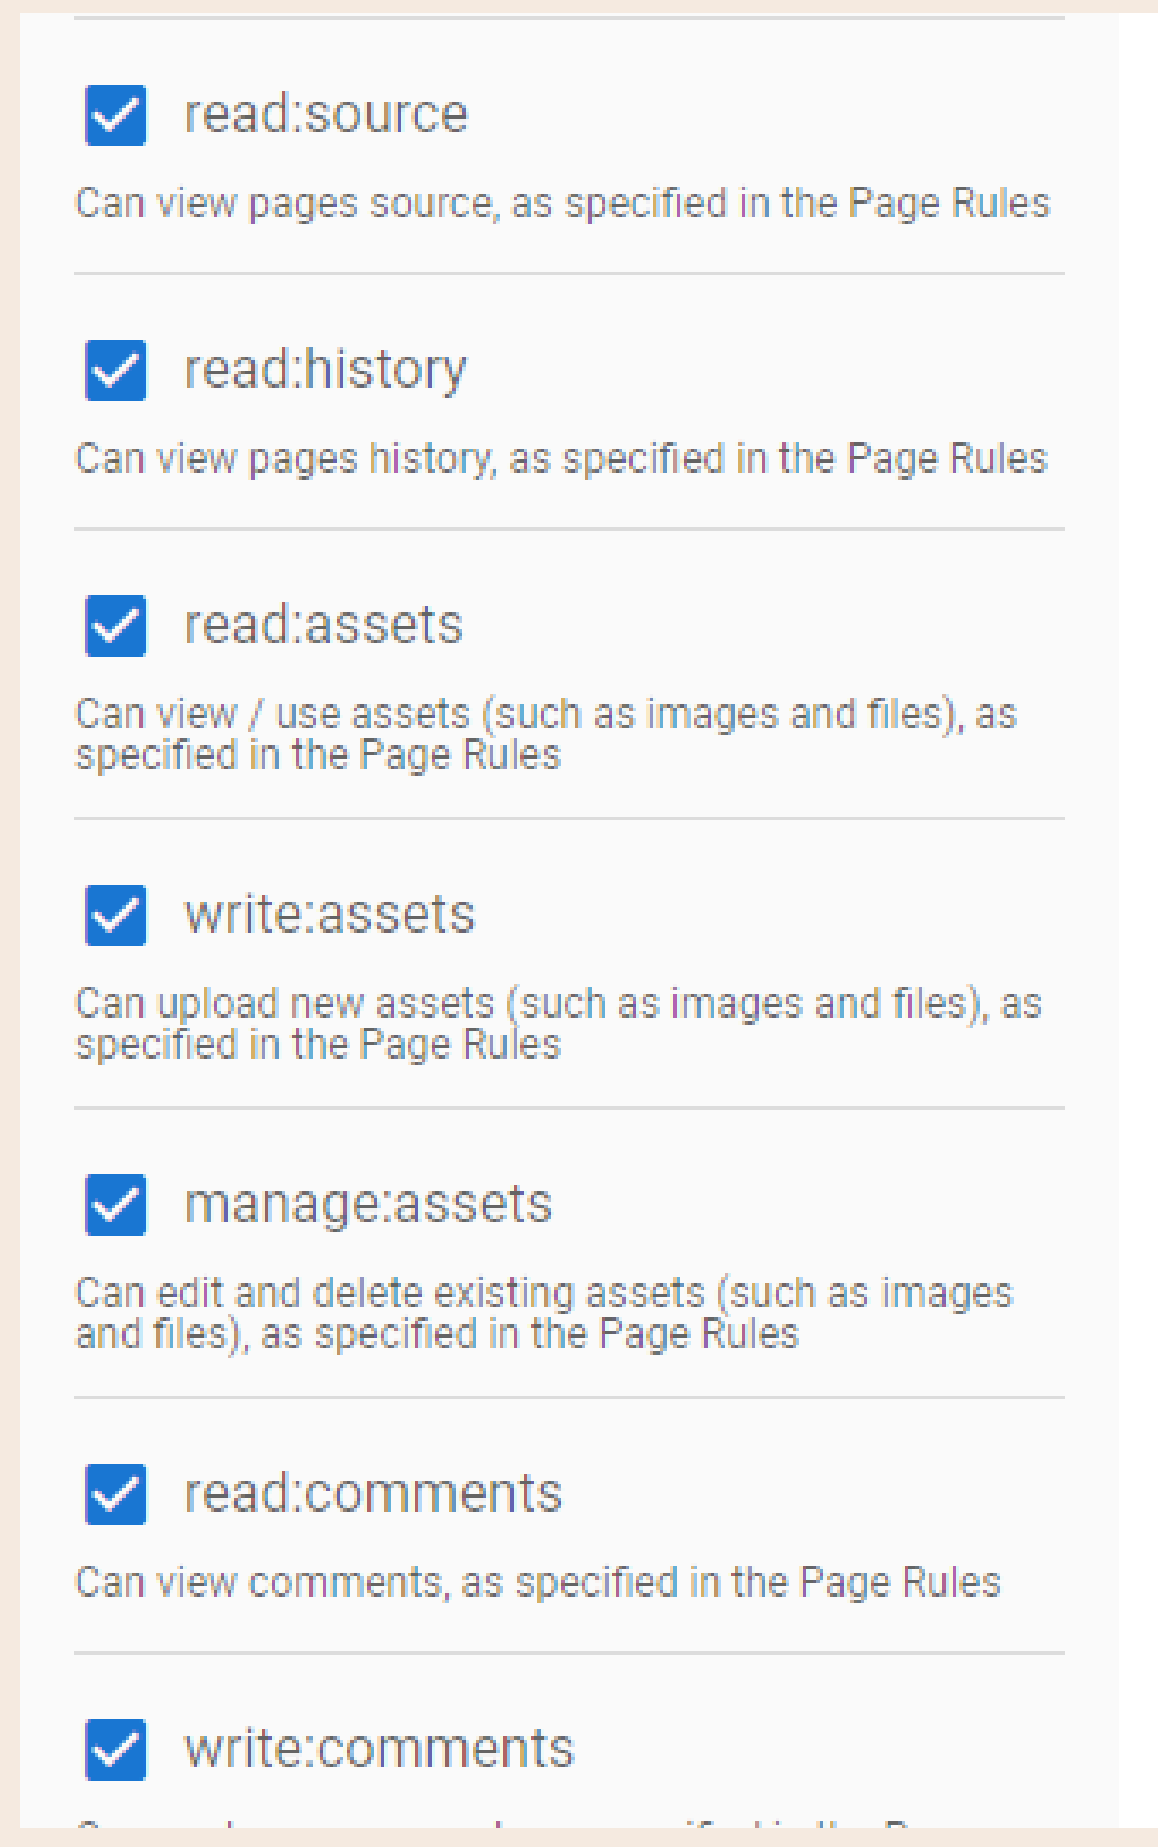 read:source
Can view pages source, as specified in the Page Rules
read:history
Can view pages history, as specified in the Page Rules
read:assets
Can view / use assets (such as images and files), as
specified in the Page Rules
write:assets
Can upload new assets (such as images and files), as
specified in the Page Rules
manage:assets
Can edit and delete existing assets (such as images
and files), as specified in the Page Rules
read:comments
Can view comments, as specified in the Page Rules
write:comments